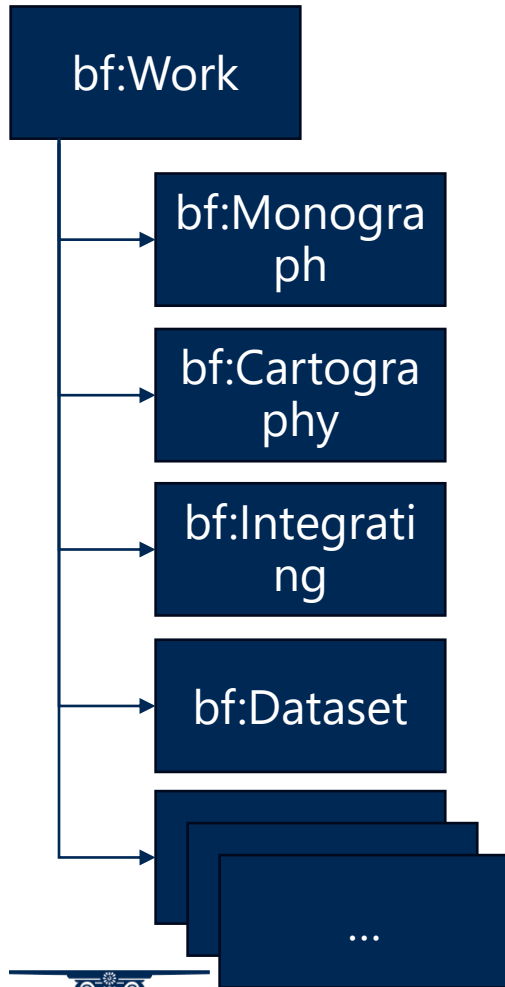 bf:Work
bf:Monogra
ph
bf:Cartogra
phy
bf:Integrati
ng
bf:Dataset
...